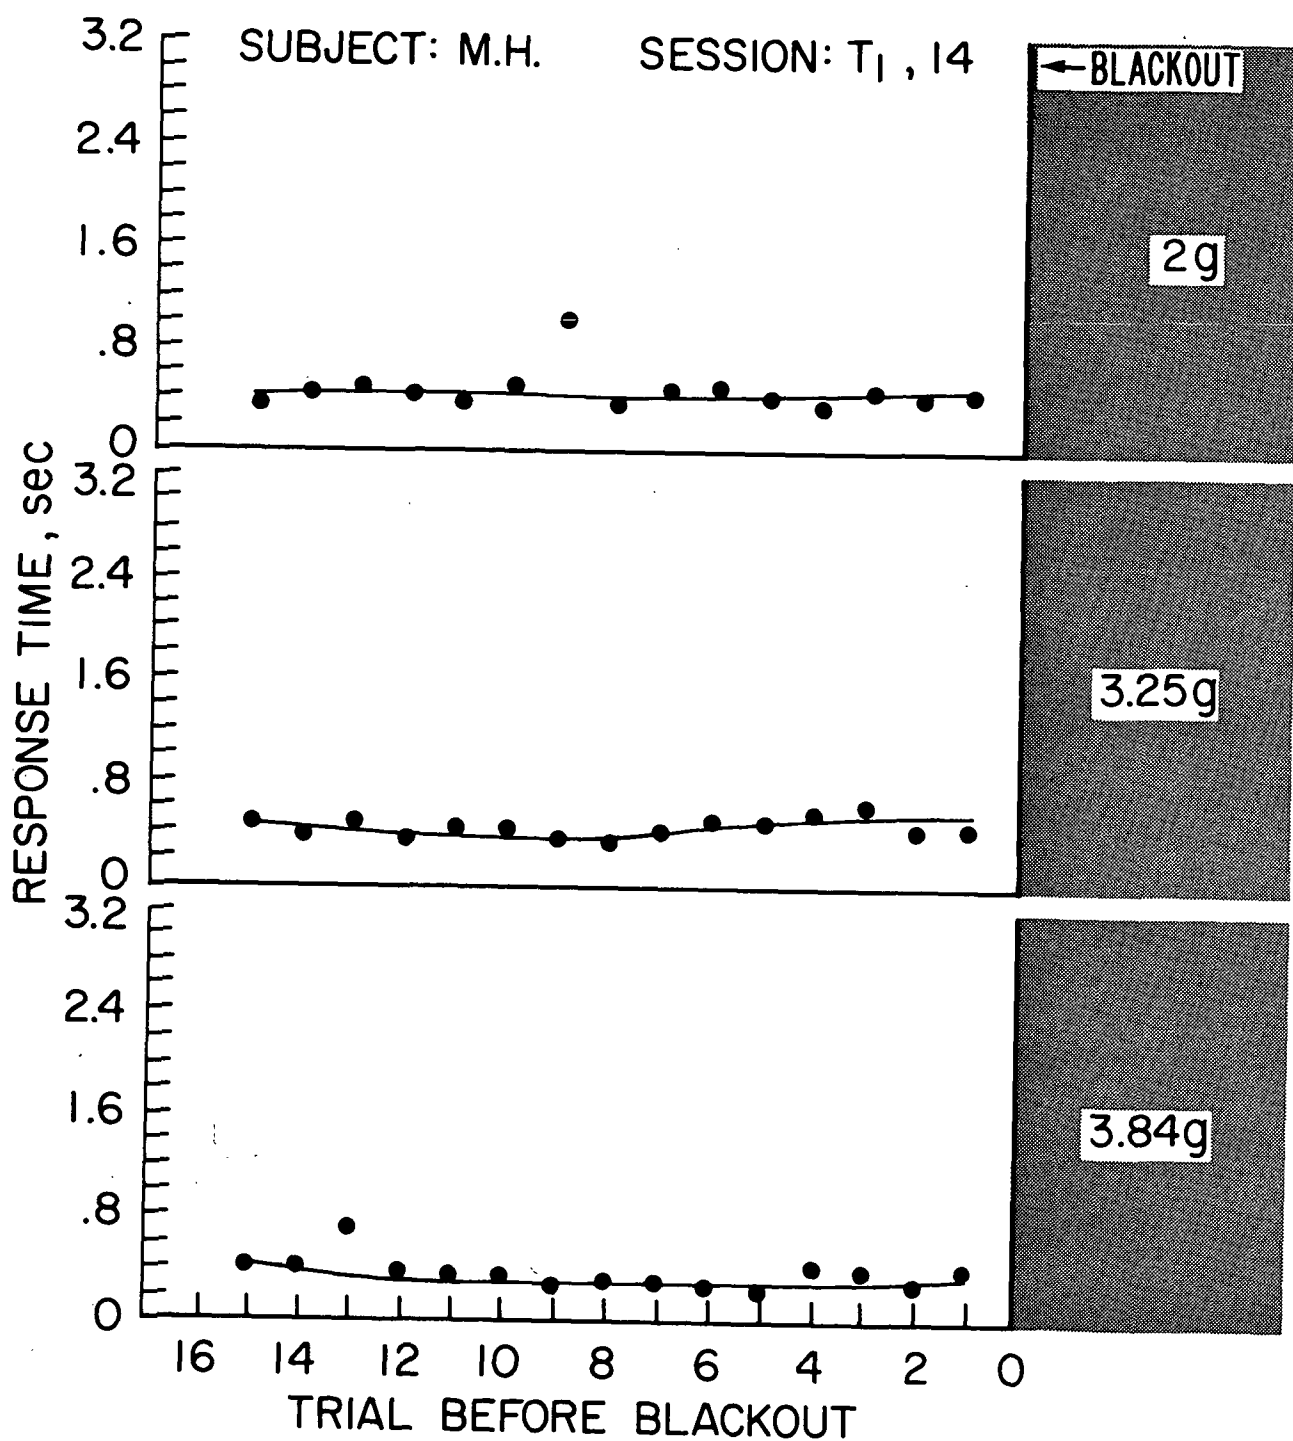 SUBJECT: M.H. SESSION: T1, 14
←BLACKOUT
3.2
2.4
1.6
.8
0
2g
RESPONSE TIME, sec
3.2
2.4
1.6
.8
0
3.25g
3.2
2.4
1.6
.8
0
3.84g
16 14 12 10 8 6 4 2 0
TRIAL BEFORE BLACKOUT